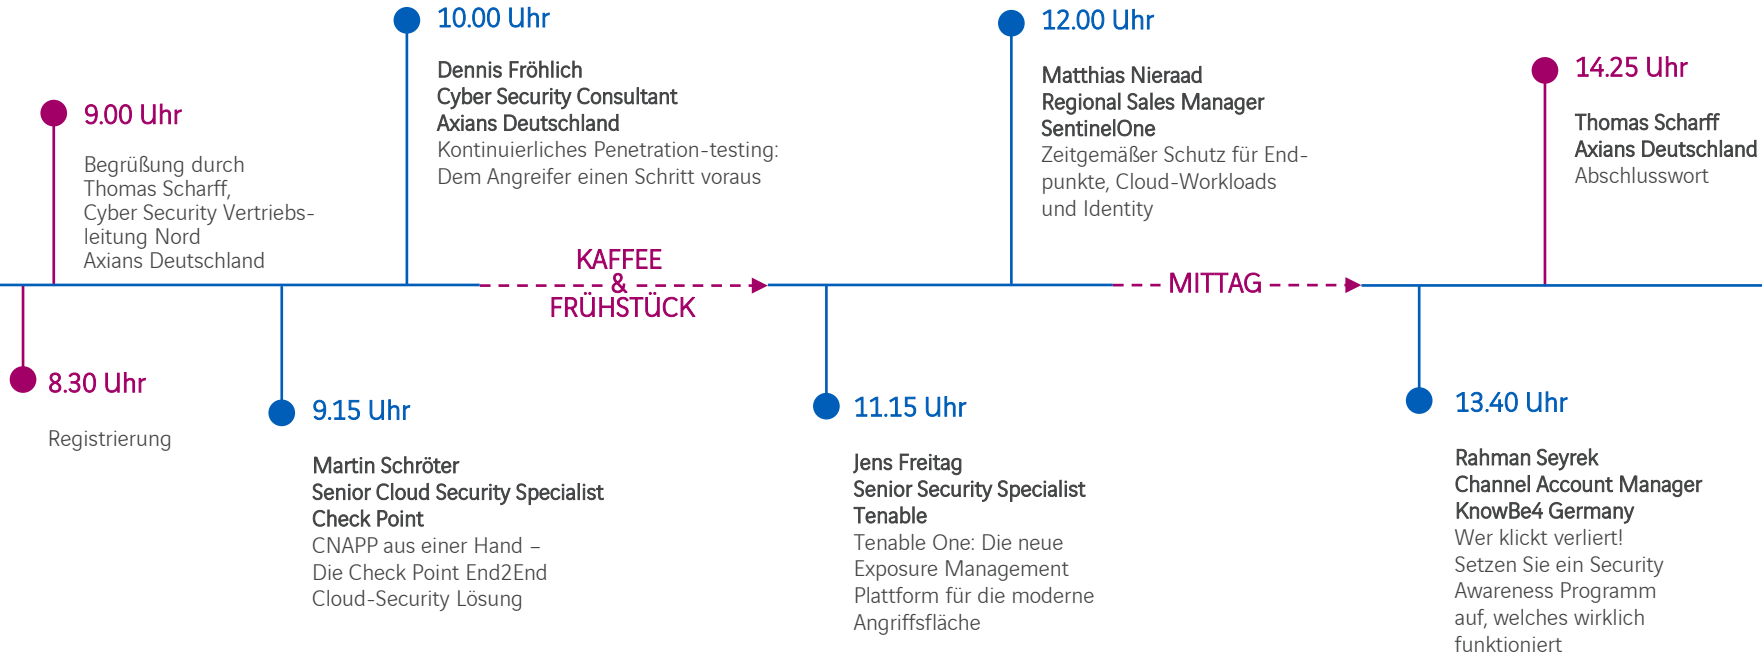 8.30 Uhr
Registrierung
9.00 Uhr
Begrüßung durch
Thomas Scharff,
Cyber Security Vertriebs-
leitung Nord
Axians Deutschland
9.15 Uhr
Martin Schröter
Senior Cloud Security Specialist
Check Point
CNAPP aus einer Hand –
Die Check Point End2End
Cloud-Security Lösung
10.00 Uhr
Dennis Fröhlich
Cyber Security Consultant
Axians Deutschland
Kontinuierliches Penetration-testing:
Dem Angreifer einen Schritt voraus
KAFFEE
&
FRÜHSTÜCK
11.15 Uhr
Jens Freitag
Senior Security Specialist
Tenable
Tenable One: Die neue
Exposure Management
Plattform für die moderne
Angriffsfläche
12.00 Uhr
Matthias Nieraad
Regional Sales Manager
SentinelOne
Zeitgemäßer Schutz für End-
punkte, Cloud-Workloads
und Identity
MITTAG
13.40 Uhr
Rahman Seyrek
Channel Account Manager
KnowBe4 Germany
Wer klickt verliert!
Setzen Sie ein Security
Awareness Programm
auf, welches wirklich
funktioniert
14.25 Uhr
Thomas Scharff
Axians Deutschland
Abschlusswort